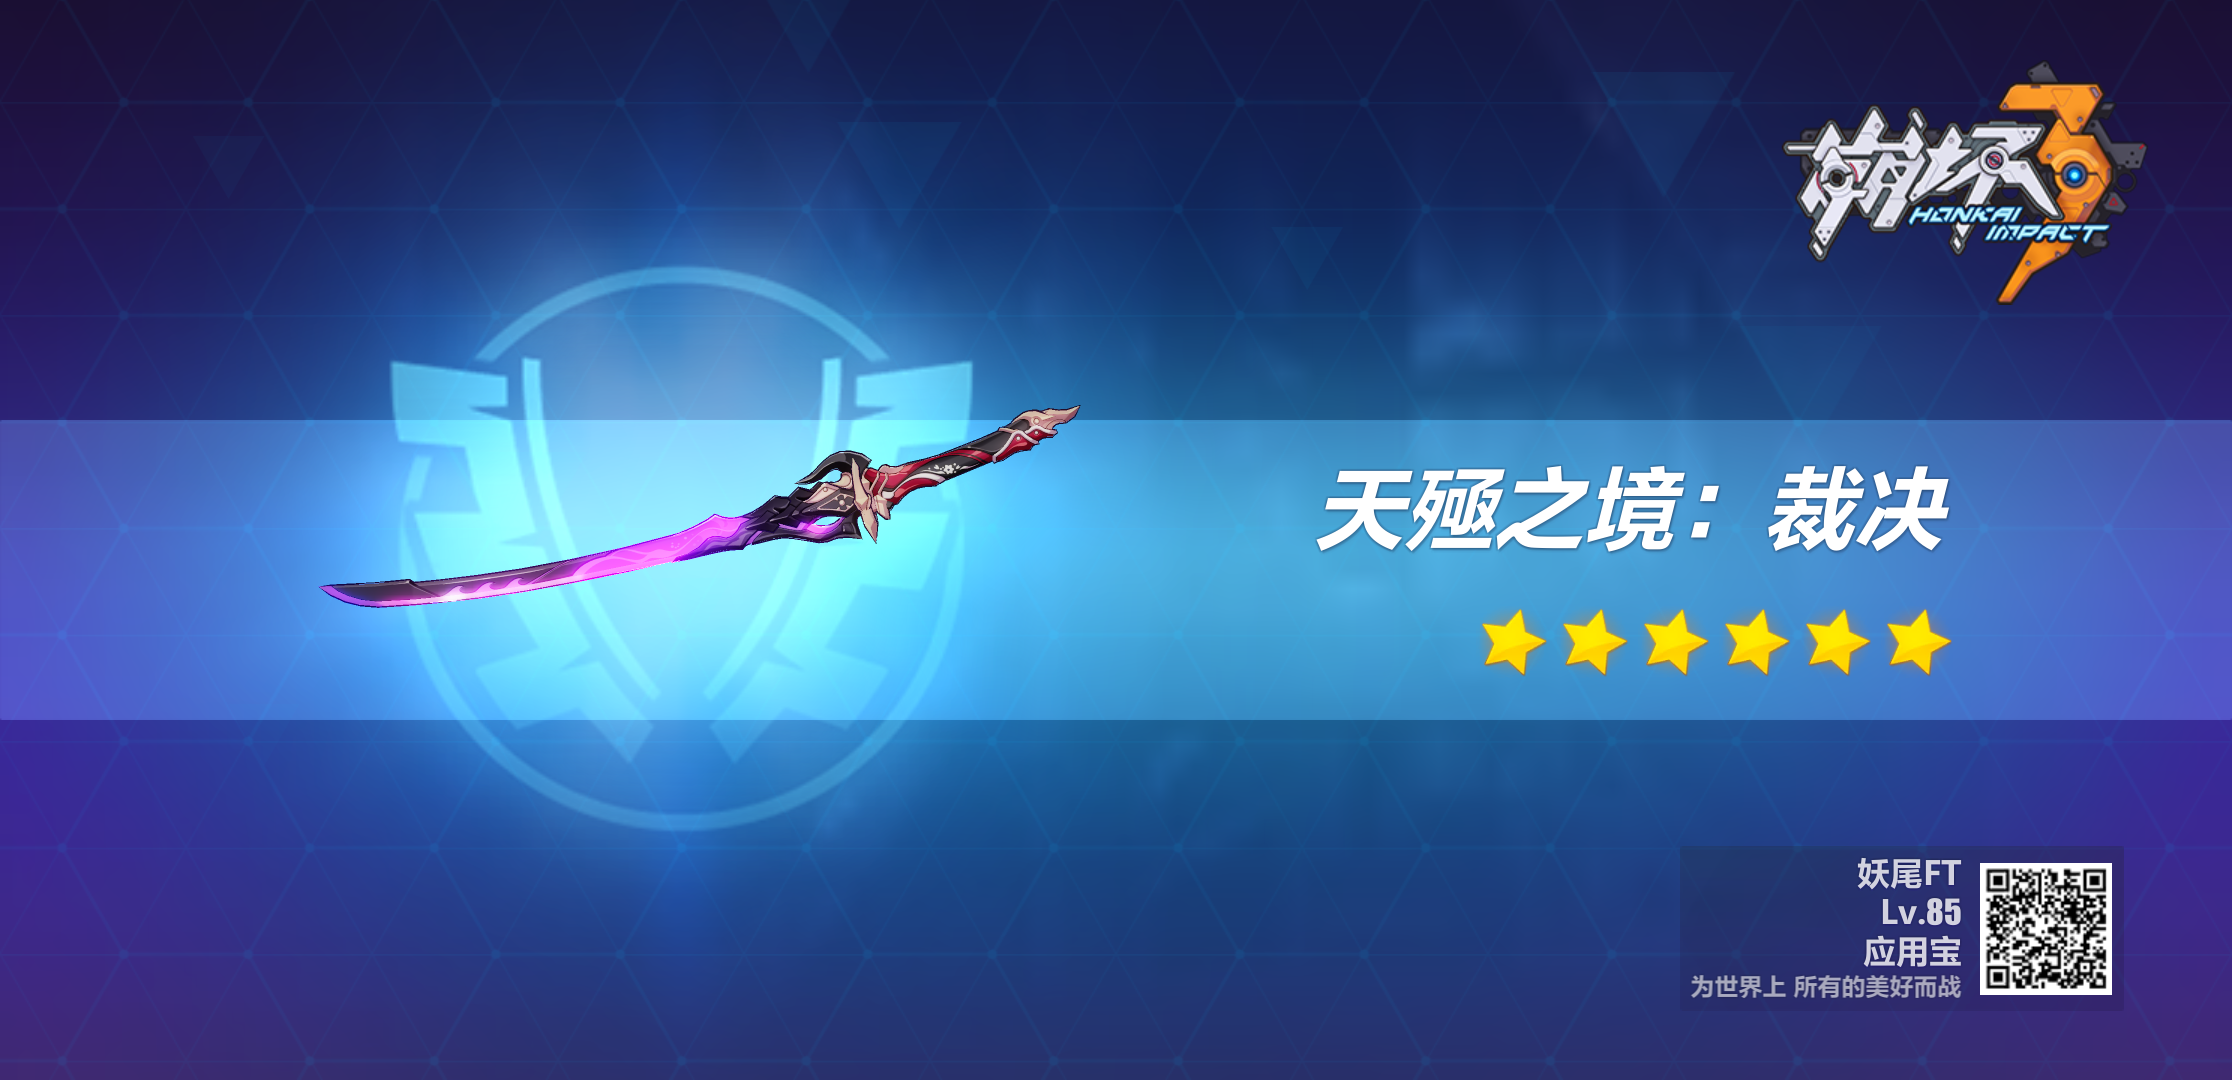 崩坏3
HONKAI
IMPACT
天殛之境：裁决
妖尾FT
Lv.85
应用宝
为世界上 所有的美好而战